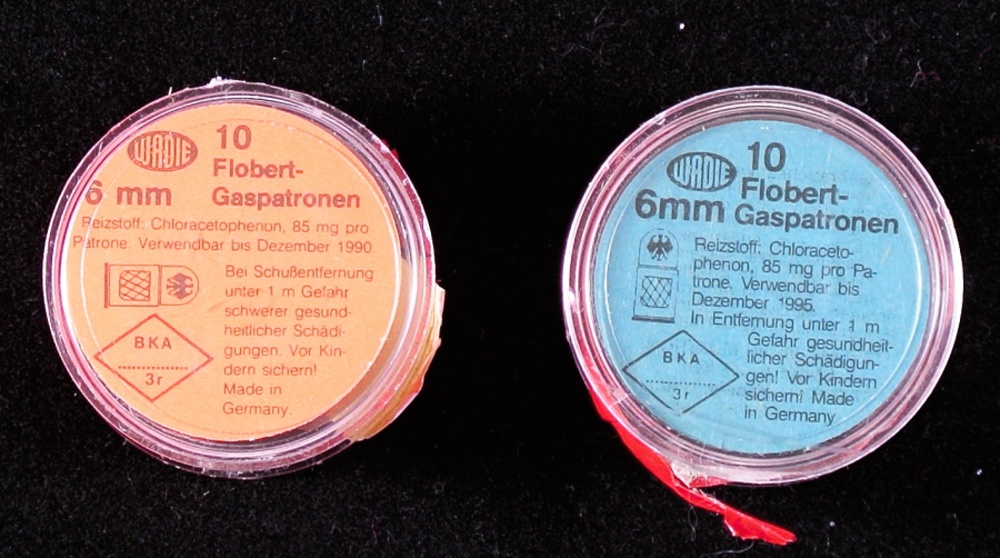 WADIE
10
Flobert-
6 mm Gaspatronen
Reizstoff: Chloracetophenon, 85 mg pro
Patrone. Verwendbar bis Dezember 1990
Bei Schußentfernung
unter 1 m Gefahr
schwerer gesund-
heitlicher Schädi-
gungen. Vor Kin-
dern sichern!
Made in
Germany.
BKA
3r
WADIE
10
Flobert-
6mm Gaspatronen
Reizstoff: Chloraceto-
phenon, 85 mg pro Pa-
trone. Verwendbar bis
Dezember 1995.
In Entfernung unter 1 m
Gefahr gesundheit-
licher Schädigun-
gen! Vor Kindern
sichern! Made
in Germany
BKA
3r